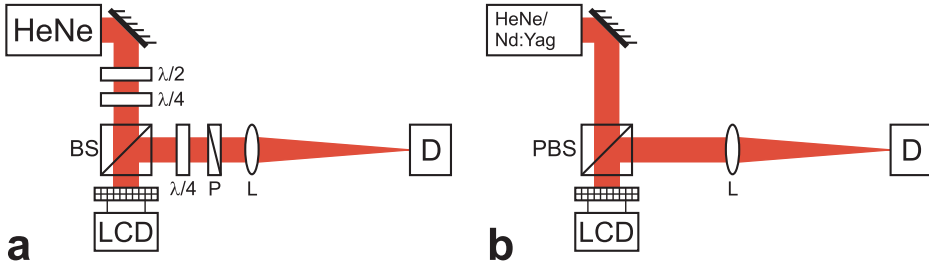 HeNe
λ/2
λ/4
BS
λ/4
P
L
D
LCD
a
HeNe/
Nd:Yag
PBS
L
D
LCD
b